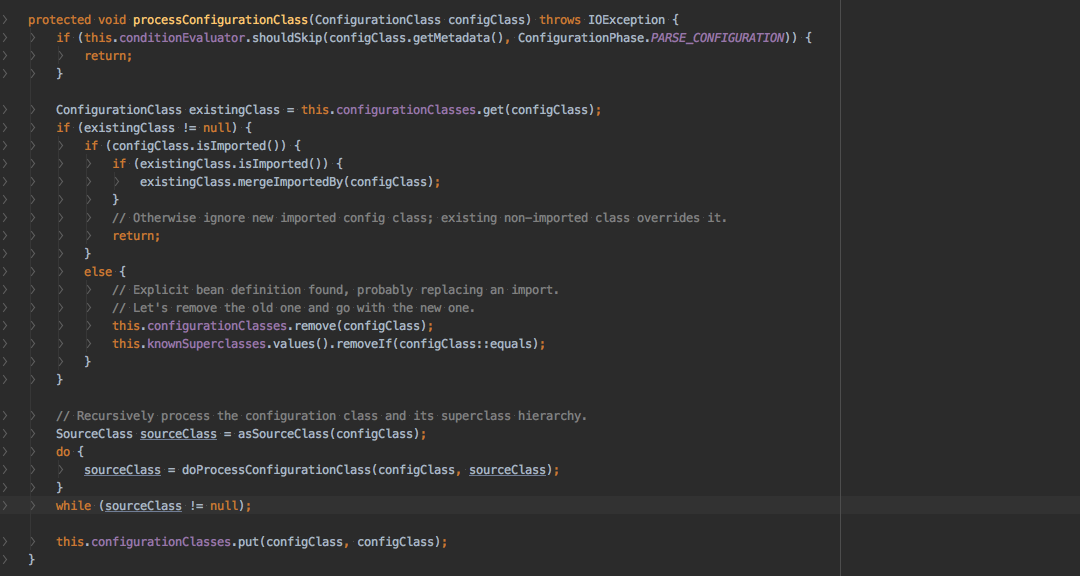 protected void processConfigurationClass(ConfigurationClass configClass) throws IOException {
if (this.conditionEvaluator.shouldSkip(configClass.getMetadata(), ConfigurationPhase.PARSE_CONFIGURATION)) {
return;
}
ConfigurationClass existingClass = this.configurationClasses.get(configClass);
if (existingClass != null) {
if (configClass.isImported()) {
if (existingClass.isImported()) {
existingClass.mergeImportedBy(configClass);
}
// Otherwise ignore new imported config class; existing non-imported class overrides it.
return;
}
else {
// Explicit bean definition found, probably replacing an import.
// Let's remove the old one and go with the new one.
this.configurationClasses.remove(configClass);
this.knownSuperclasses.values().removeIf(configClass::equals);
}
}
// Recursively process the configuration class and its superclass hierarchy.
SourceClass sourceClass = asSourceClass(configClass);
do {
sourceClass = doProcessConfigurationClass(configClass, sourceClass);
}
while (sourceClass != null);
this.configurationClasses.put(configClass, configClass);
}